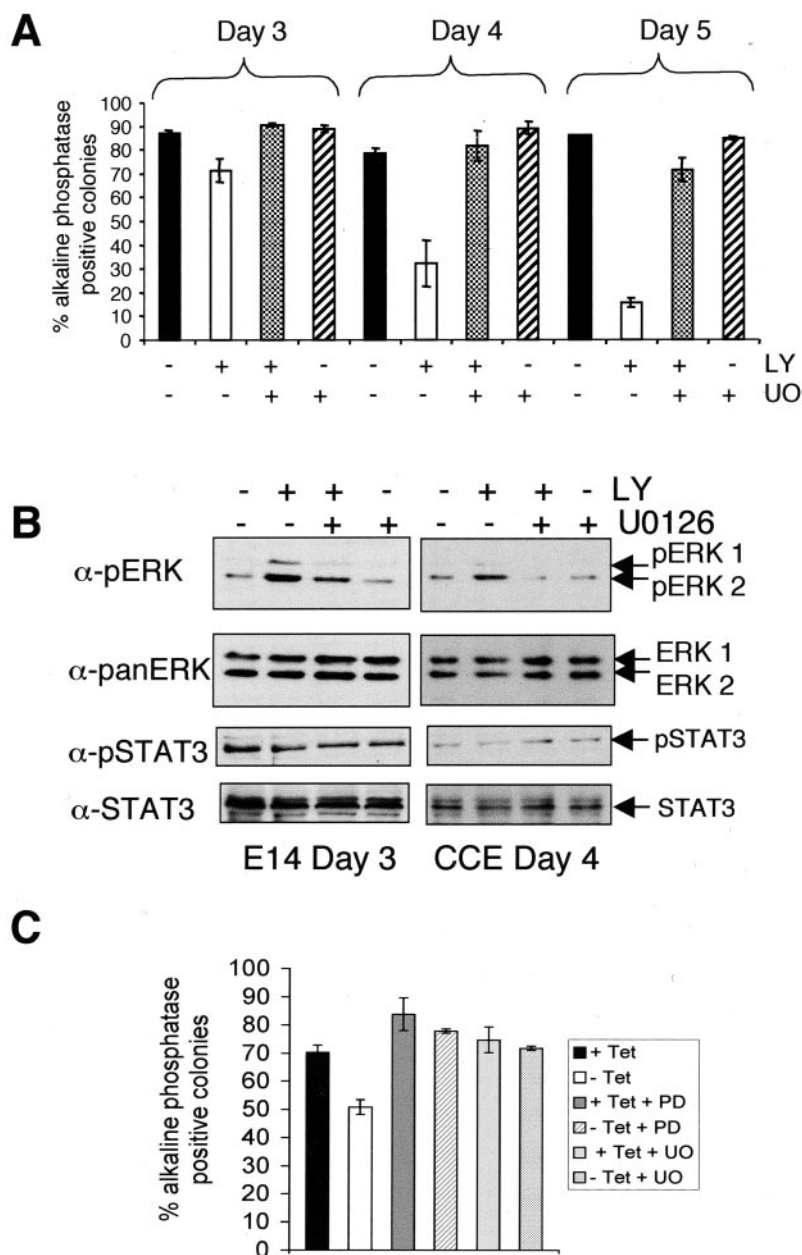 A
Day 3 Day 4 Day 5
% alkaline phosphatase
positive colonies
100
90
80
70
60
50
40
30
20
10
0
- + + - - + + - - + + - LY
- - + + - - + + - - + + UO
B
- + + - - + + - LY
- - + + - - + + U0126
α-pERK
pERK 1
pERK 2
α-panERK
ERK 1
ERK 2
α-pSTAT3
pSTAT3
α-STAT3
STAT3
E14 Day 3 CCE Day 4
C
% alkaline phosphatase
positive colonies
100
90
80
70
60
50
40
30
20
10
0
+ Tet
- Tet
+ Tet + PD
- Tet + PD
+ Tet + UO
- Tet + UO